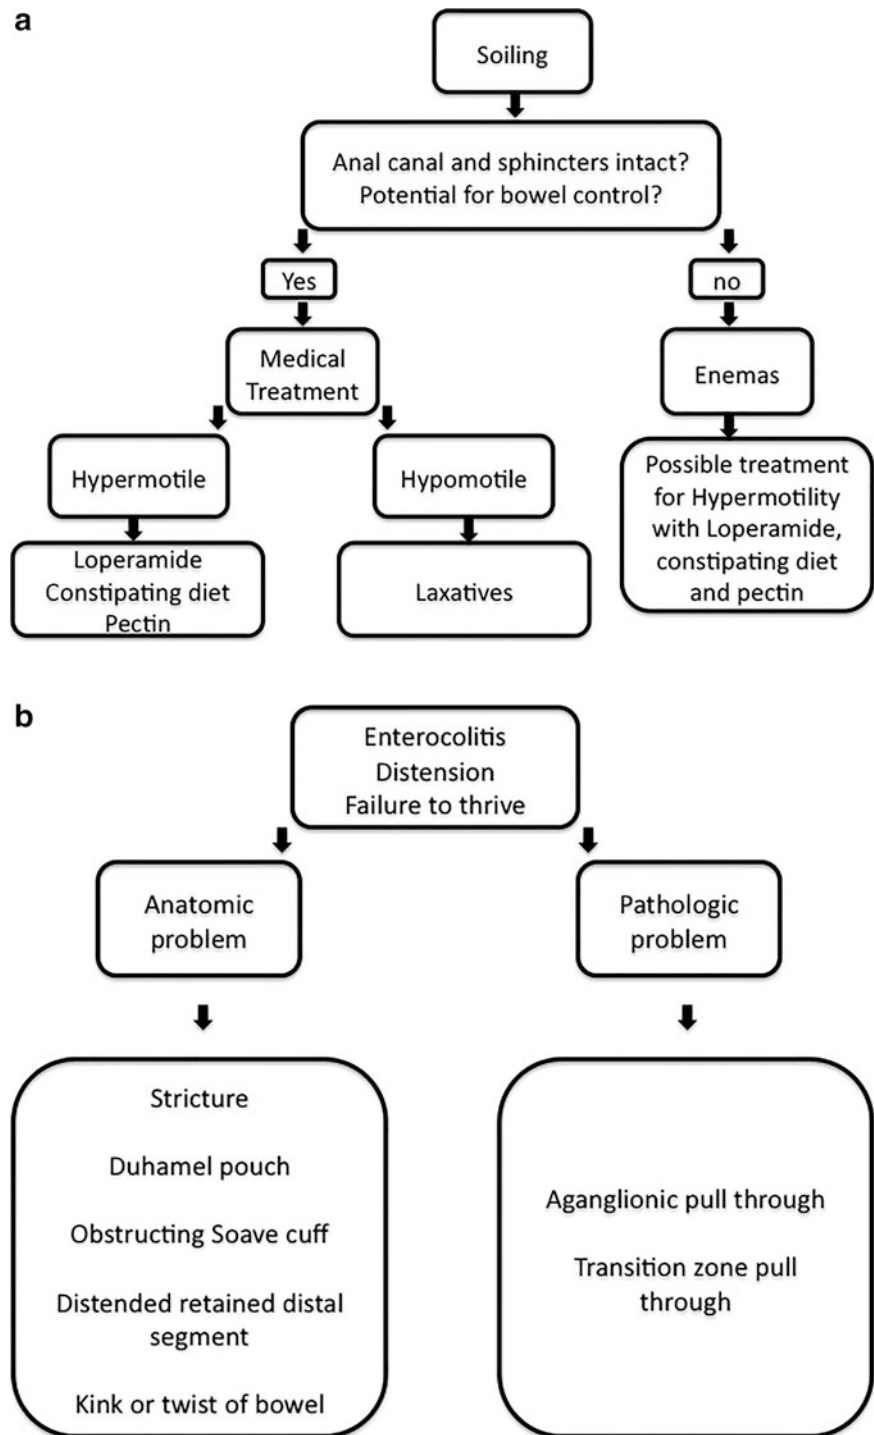 a
Soiling
Anal canal and sphincters intact?
Potential for bowel control?
Yes
no
Medical
Treatment
Enemas
Hypermotile
Hypomotile
Possible treatment
for Hypermotility
with Loperamide,
constipating diet
and pectin
Loperamide
Constipating diet
Pectin
Laxatives
b
Enterocolitis
Distension
Failure to thrive
Anatomic
problem
Pathologic
problem
Stricture
Duhamel pouch
Obstructing Soave cuff
Distended retained distal
segment
Kink or twist of bowel
Aganglionic pull through
Transition zone pull
through